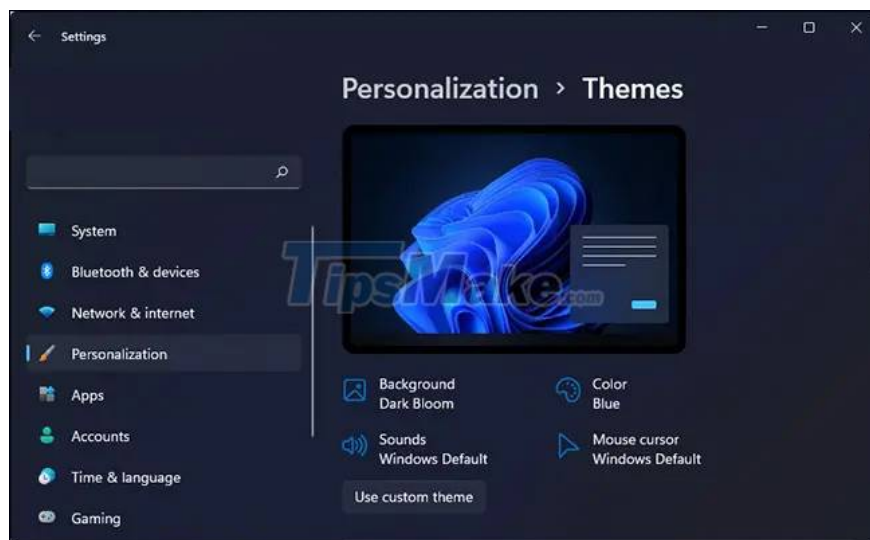 Settings
Personalization > Themes
System
Bluetooth & devices
Network & internet
Personalization
Apps
Accounts
Time & language
Gaming
TipsMake.com
Background
Dark Bloom
Color
Blue
Sounds
Windows Default
Mouse cursor
Windows Default
Use custom theme